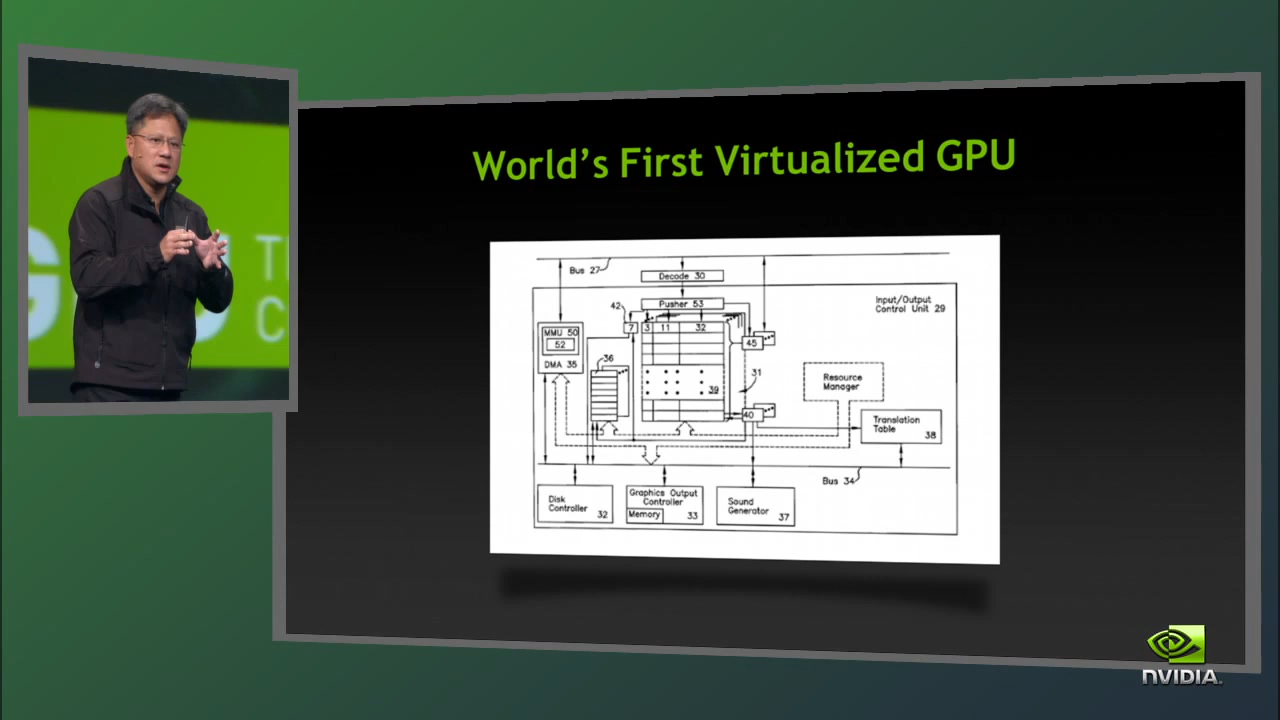 G
TE
C
World's First Virtualized GPU
Bus 27
Decode 30
Pusher 53
Input/Output
Control Unit 29
42
7
3
11
32
MMU 50
52
DMA 35
45
36
39
31
Resource
Manager
40
Translation
Table
38
Bus 34
Disk
Controller
32
Graphics Output
Controller
Memory
33
Sound
Generator
37
NVIDIA.